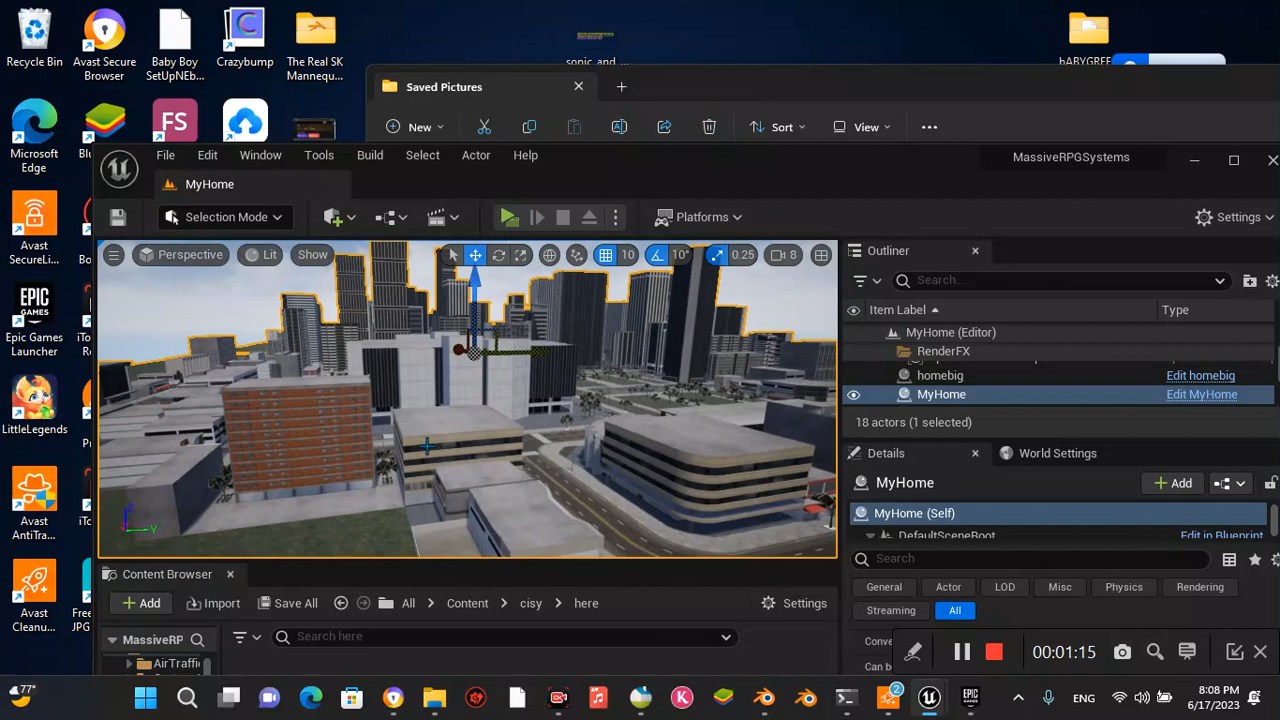 Recycle Bin
Avast Secure
Browser
Baby Boy
SetUpNEb...
Crazybump
The Real SK
Mannequ...
sonic_and_...
Saved Pictures
New
Sort
View
Microsoft
Edge
FS
File Edit Window Tools Build Select Actor Help
MassiveRPGSystems
MyHome
Selection Mode
Platforms
Settings
Avast
SecureLi...
Perspective
Lit
Show
10
10°
0.25
8
Outliner
Search...
Item Label
Type
MyHome (Editor)
RenderFX
homebig
Edit homebig
MyHome
Edit MyHome
18 actors (1 selected)
EPIC
GAMES
Epic Games
Launcher
LittleLegends
Details
World Settings
MyHome
Add
MyHome (Self)
DefaultSceneRoot
Edit in Blueprint
Search
General
Actor
LOD
Misc
Physics
Rendering
Streaming
All
Avast
AntiTra...
Content Browser
Add
Import
Save All
All
Content
cisy
here
Settings
MassiveRP
Search here
AirTraffic
Avast
Cleanu...
00:01:15
77°
2
K
ENG
8:08 PM
6/17/2023